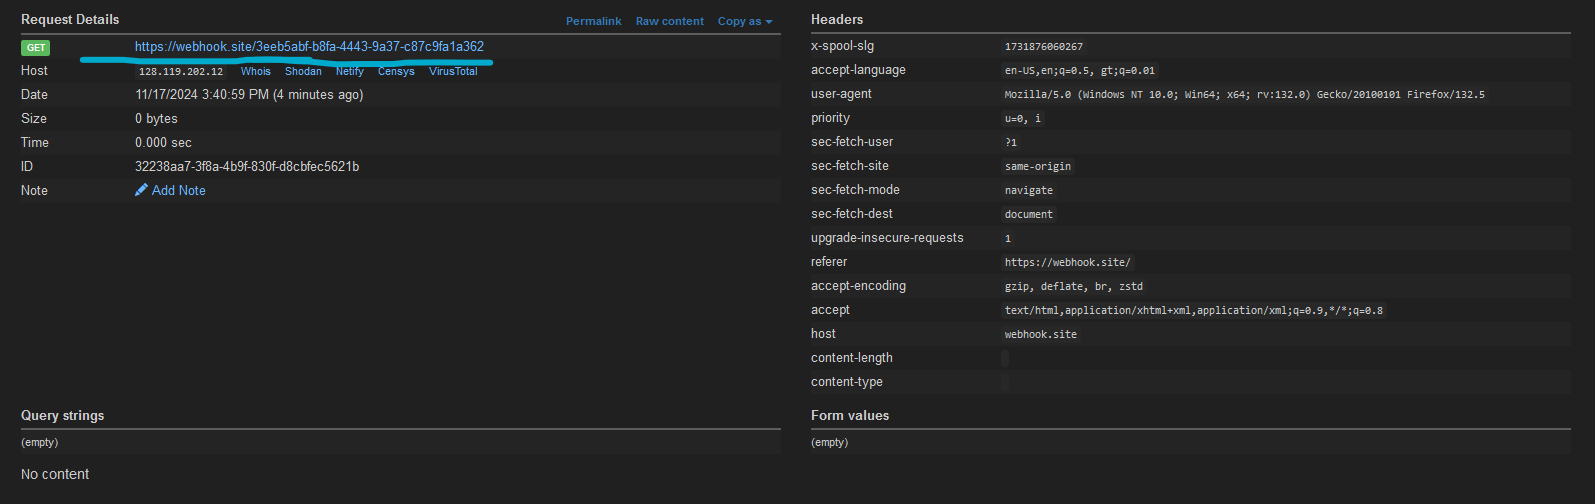 Request Details Permalink Raw content Copy as
GET https://webhook.site/3eeb5abf-b8fa-4443-9a37-c87c9fa1a362
Host 128.119.202.12 Whois Shodan Netify Censys VirusTotal
Date 11/17/2024 3:40:59 PM (4 minutes ago)
Size 0 bytes
Time 0.000 sec
ID 32238aa7-3f8a-4b9f-830f-d8cbfec5621b
Note Add Note
Headers
x-spool-slg 1731876060267
accept-language en-US,en;q=0.5, gt;q=0.01
user-agent Mozilla/5.0 (Windows NT 10.0; Win64; x64; rv:132.0) Gecko/20100101 Firefox/132.5
priority u=0, i
sec-fetch-user ?1
sec-fetch-site same-origin
sec-fetch-mode navigate
sec-fetch-dest document
upgrade-insecure-requests 1
referer https://webhook.site/
accept-encoding gzip, deflate, br, zstd
accept text/html,application/xhtml+xml,application/xml;q=0.9,*/*;q=0.8
host webhook.site
content-length
content-type
Query strings
(empty)
No content
Form values
(empty)